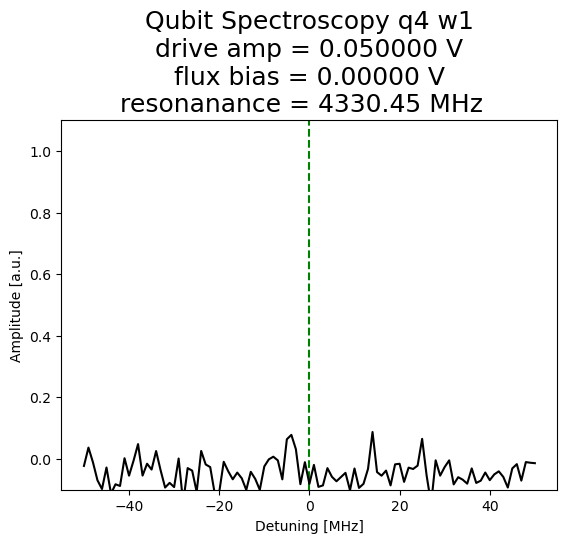 Qubit Spectroscopy q4 w1
drive amp = 0.050000 V
flux bias = 0.00000 V
resonanance = 4330.45 MHz
1.0
0.8
0.6
0.4
0.2
0.0
Amplitude [a.u.]
−40
−20
0
20
40
Detuning [MHz]